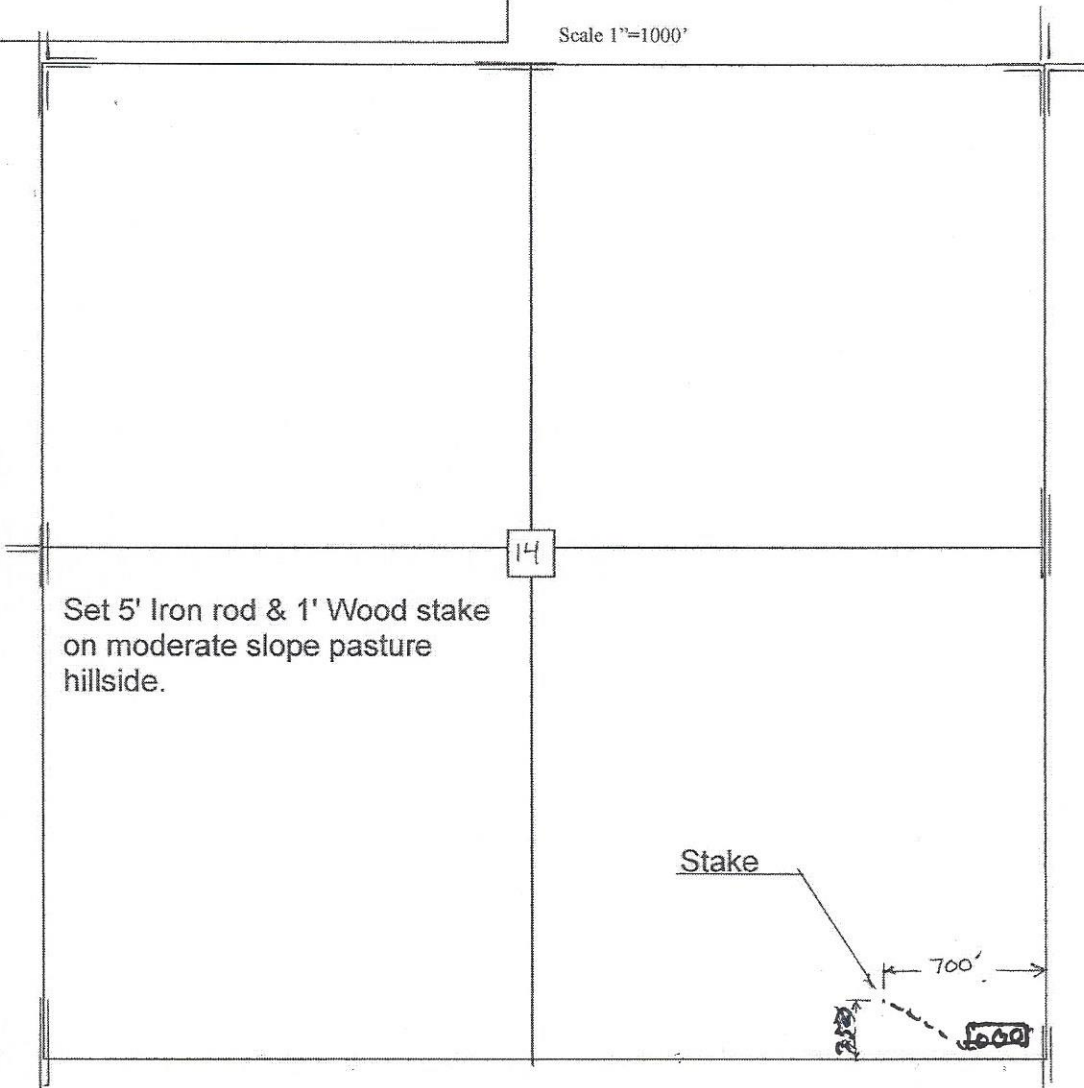 Scale 1”=1000’
14
Set 5' Iron rod & 1' Wood stake
on moderate slope pasture
hillside.
Stake
700'